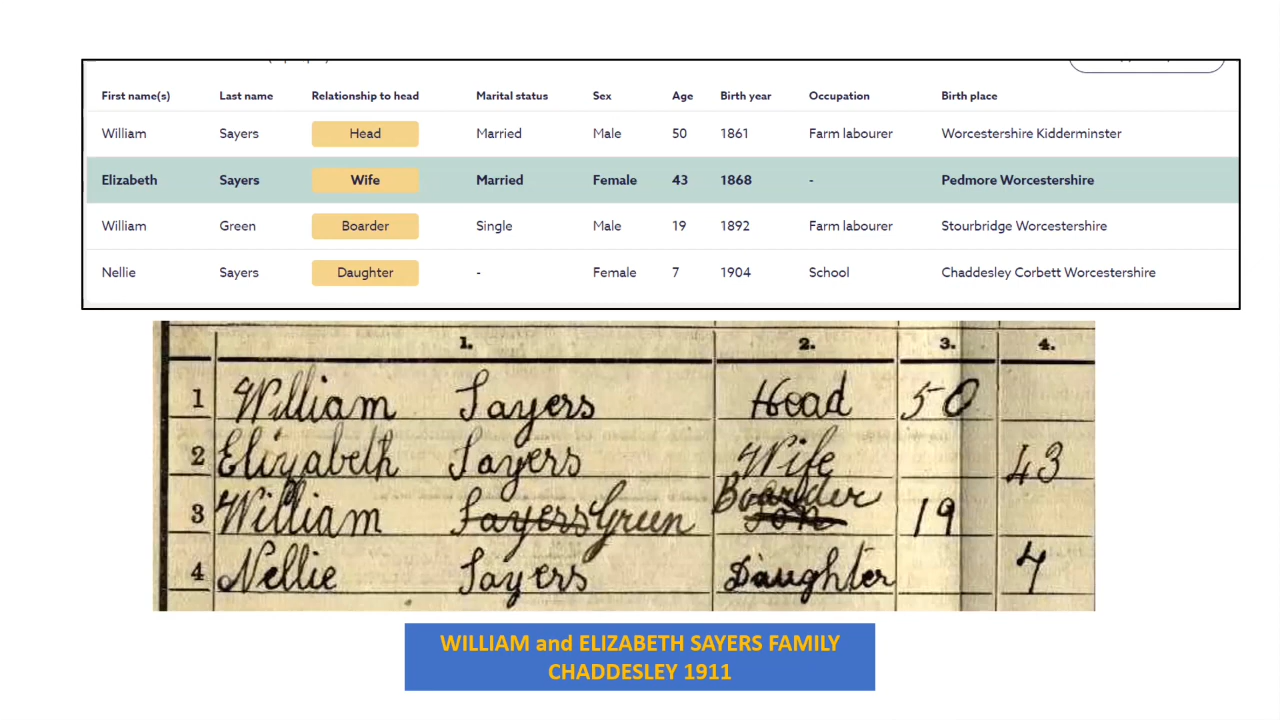 First name(s) Last name Relationship to head Marital status Sex Age Birth year Occupation Birth place
William Sayers Head Married Male 50 1861 Farm labourer Worcestershire Kidderminster
Elizabeth Sayers Wife Married Female 43 1868 - Pedmore Worcestershire
William Green Boarder Single Male 19 1892 Farm labourer Stourbridge Worcestershire
Nellie Sayers Daughter - Female 7 1904 School Chaddesley Corbett Worcestershire
1. 2. 3. 4.
1 William Sayers Head 50
2 Elizabeth Sayers Wife 43
3 William Sayers Green Boarder Son 19
4 Nellie Sayers Daughter 7
WILLIAM and ELIZABETH SAYERS FAMILY
CHADDESLEY 1911